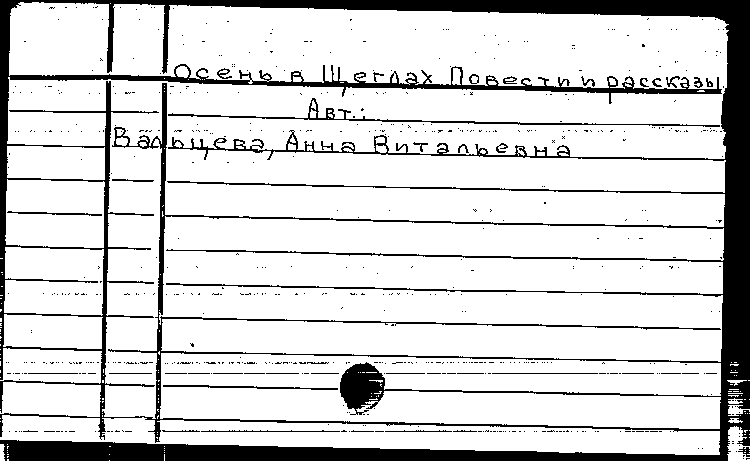 Осень в Щеглах Повести и рассказы
Авт.:
Вальцева, Анна Витальевна